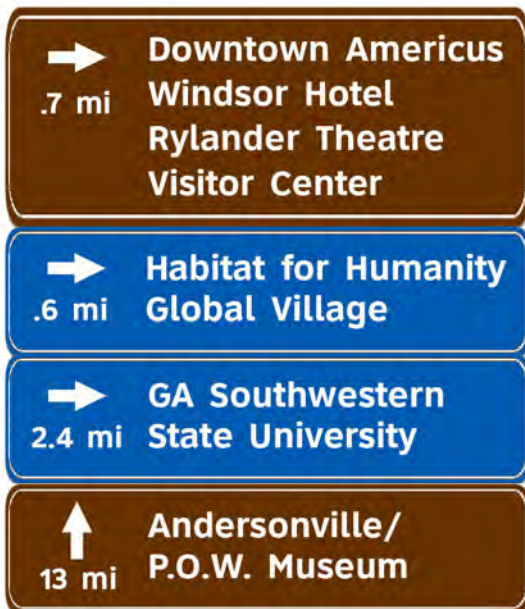 Downtown Americus
.7 mi Windsor Hotel
Rylander Theatre
Visitor Center
Habitat for Humanity
.6 mi Global Village
GA Southwestern
2.4 mi State University
Andersonville/
13 mi P.O.W. Museum